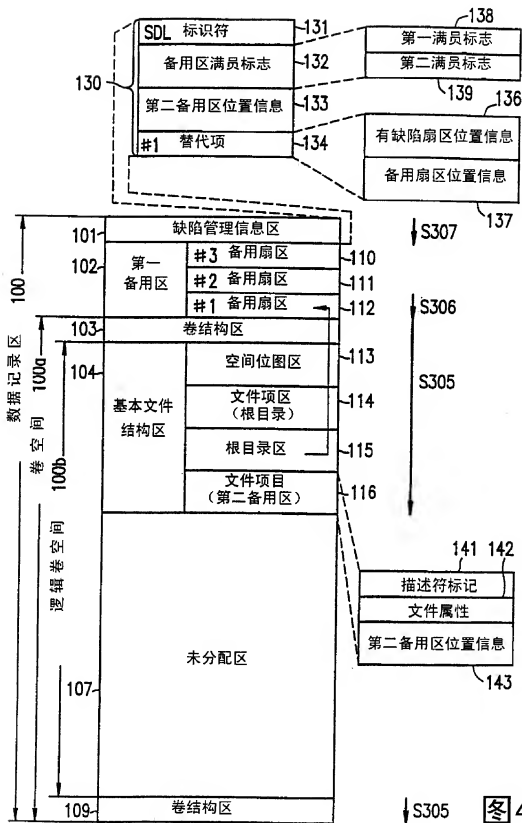 SDL 标识符
131
138
备用区满员标志
132
第一满员标志
第二满员标志
139
130
第二备用区位置信息
133
136
#1
替代项
134
有缺陷扇区位置信息
备用扇区位置信息
137
101
缺陷管理信息区
S307
102
第一
备用区
#3 备用扇区
110
#2 备用扇区
111
#1 备用扇区
112
S306
103
卷结构区
104
空间位图区
113
S305
基本文件
结构区
文件项区
(根目录)
114
根目录区
115
文件项目
(第二备用区)
116
100
数据记录区
100a
卷空间
100b
逻辑卷空间
141
142
描述符标记
文件属性
第二备用区位置信息
143
未分配区
107
109
卷结构区
S305
图4